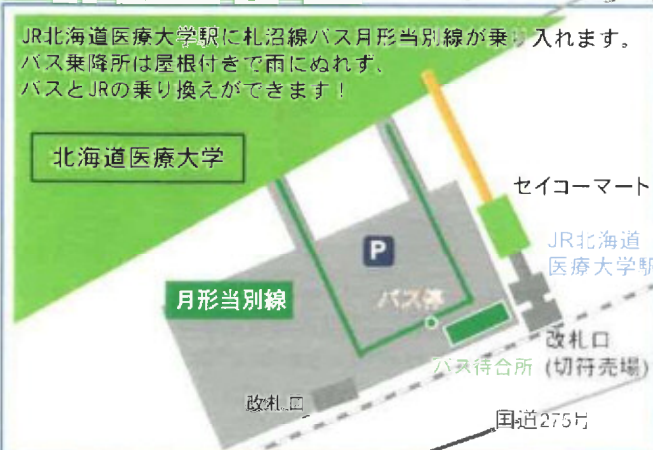 JR北海道医療大学駅に札沼線バス月形当別線が乗り入れます。
バス乗降所は屋根付きで雨にぬれず、
バスとJRの乗り換えができます！
北海道医療大学
セイコーマート
P
JR北海道
医療大学駅
月形当別線
バス停
改札口
バス待合所
(切符売場)
改札口
国道275号